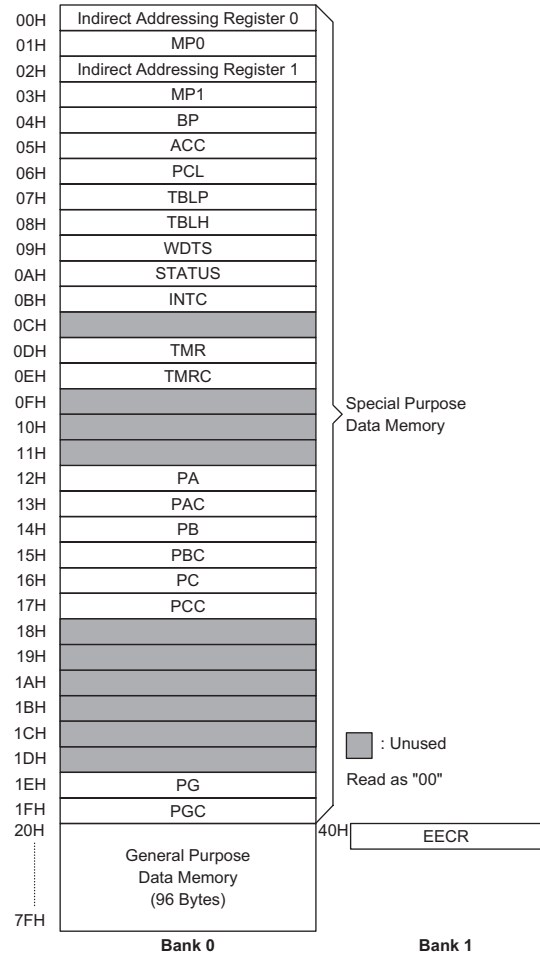 00H Indirect Addressing Register 0
01H MP0
02H Indirect Addressing Register 1
03H MP1
04H BP
05H ACC
06H PCL
07H TBLP
08H TBLH
09H WDTS
0AH STATUS
0BH INTC
0CH
0DH TMR
0EH TMRC
0FH
10H
11H
Special Purpose
Data Memory
12H PA
13H PAC
14H PB
15H PBC
16H PC
17H PCC
18H
19H
1AH
1BH
1CH
1DH
: Unused
Read as "00"
1EH PG
1FH PGC
20H
General Purpose
Data Memory
(96 Bytes)
7FH
40H EECR
Bank 0 Bank 1